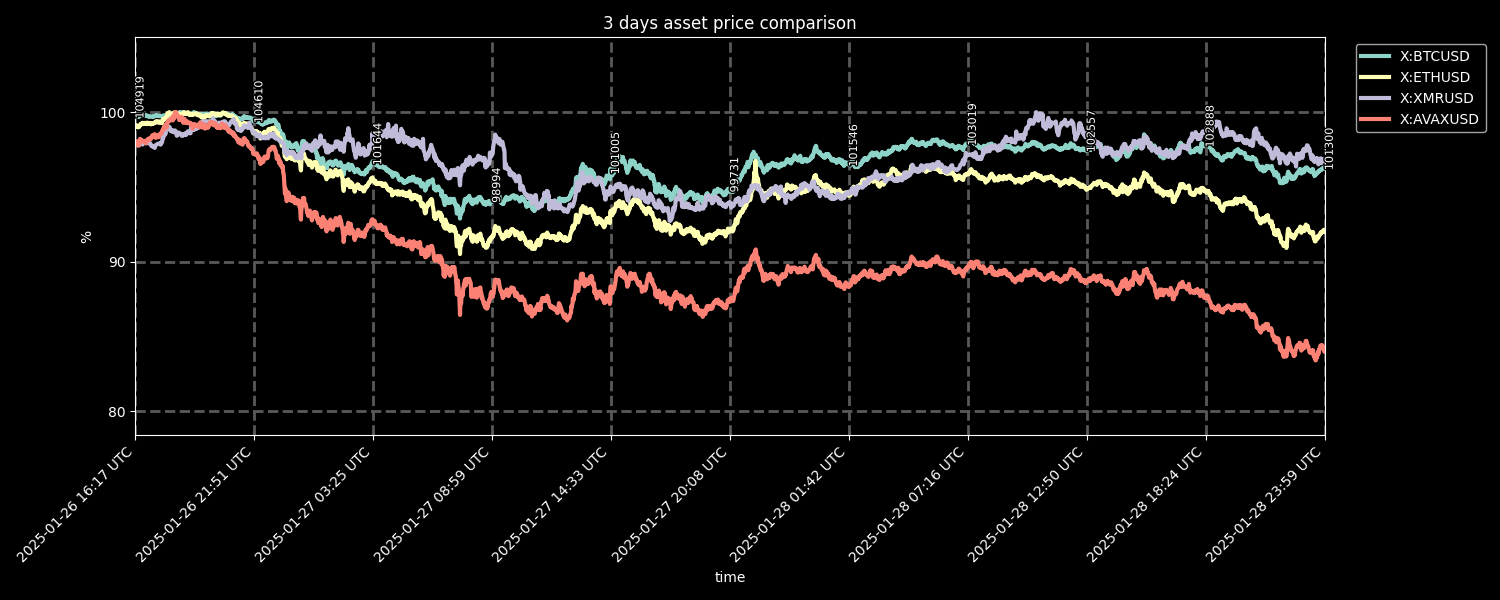 3 days asset price comparison
X:BTCUSD
X:ETHUSD
X:XMRUSD
X:AVAXUSD
%
100
90
80
104919
104610
101644
98994
101005
99731
101546
103019
102557
102888
101300
2025-01-26 16:17 UTC
2025-01-26 21:51 UTC
2025-01-27 03:25 UTC
2025-01-27 08:59 UTC
2025-01-27 14:33 UTC
2025-01-27 20:08 UTC
2025-01-28 01:42 UTC
2025-01-28 07:16 UTC
2025-01-28 12:50 UTC
2025-01-28 18:24 UTC
2025-01-28 23:59 UTC
time